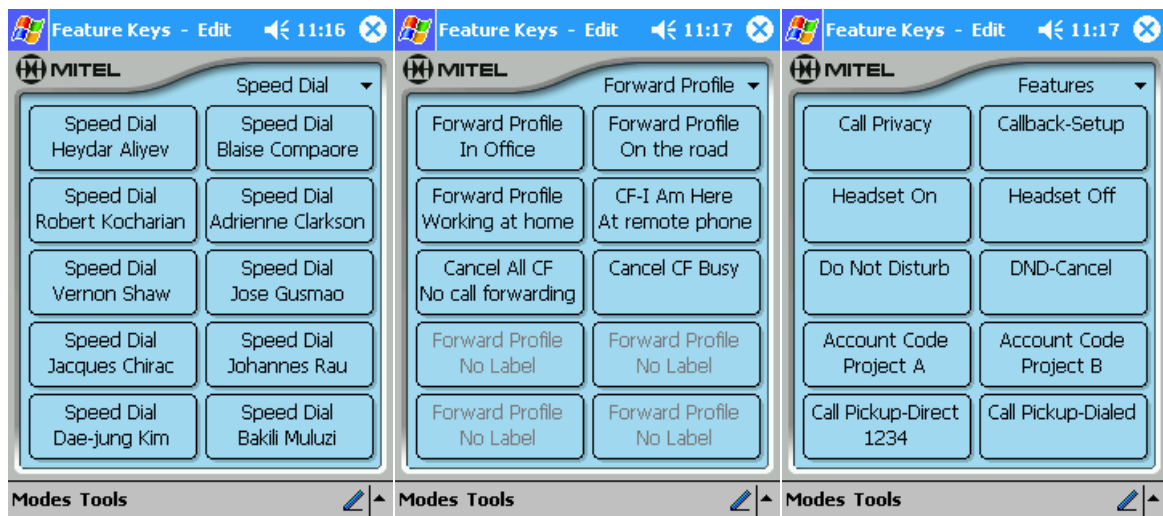 Feature Keys - Edit 11:16
MITEL
Speed Dial
Speed Dial
Heydar Aliyev
Speed Dial
Blaise Compaore
Speed Dial
Robert Kocharian
Speed Dial
Adrienne Clarkson
Speed Dial
Vernon Shaw
Speed Dial
Jose Gusmao
Speed Dial
Jacques Chirac
Speed Dial
Johannes Rau
Speed Dial
Dae-jung Kim
Speed Dial
Bakili Muluzi
Modes Tools
Feature Keys - Edit 11:17
MITEL
Forward Profile
Forward Profile
In Office
Forward Profile
On the road
Forward Profile
Working at home
CF-I Am Here
At remote phone
Cancel All CF
No call forwarding
Cancel CF Busy
Forward Profile
No Label
Forward Profile
No Label
Forward Profile
No Label
Forward Profile
No Label
Modes Tools
Feature Keys - Edit 11:17
MITEL
Features
Call Privacy
Callback-Setup
Headset On
Headset Off
Do Not Disturb
DND-Cancel
Account Code
Project A
Account Code
Project B
Call Pickup-Direct
1234
Call Pickup-Dialed
Modes Tools